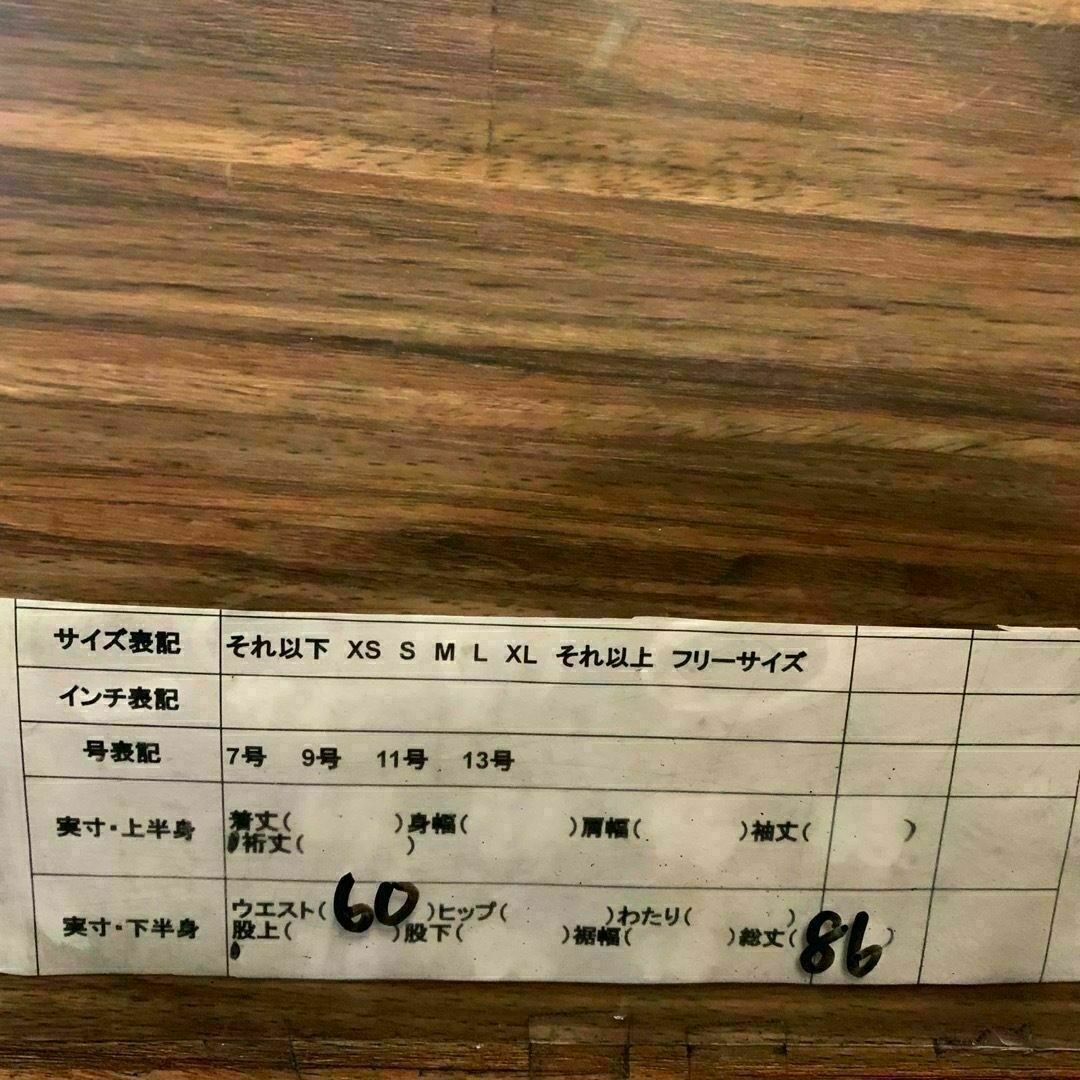 サイズ表記 それ以下 XS S M L XL それ以上 フリーサイズ
インチ表記
号表記 7号 9号 11号 13号
実寸・上半身 着丈( )身幅( )肩幅( )袖丈( )
裄丈( )
実寸・下半身 ウエスト(60)ヒップ( )わたり( )
股上( )股下( )裾幅( )総丈(86)